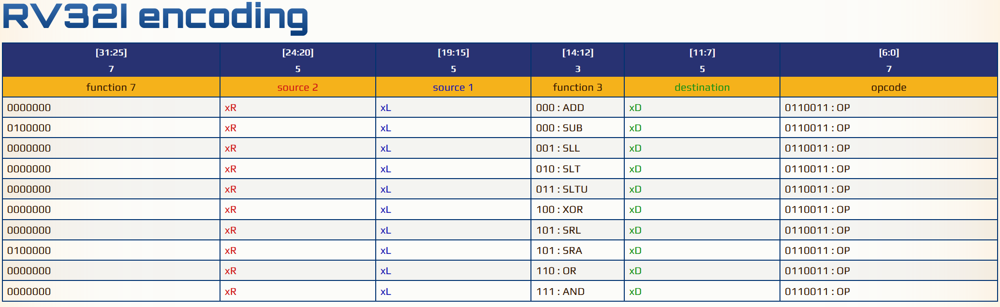 RV32I encoding
[31:25] [24:20] [19:15] [14:12] [11:7] [6:0]
7 5 5 3 5 7
function 7 source 2 source 1 function 3 destination opcode
0000000 xR xL 000 : ADD xD 0110011 : OP
0100000 xR xL 000 : SUB xD 0110011 : OP
0000000 xR xL 001 : SLL xD 0110011 : OP
0000000 xR xL 010 : SLT xD 0110011 : OP
0000000 xR xL 011 : SLTU xD 0110011 : OP
0000000 xR xL 100 : XOR xD 0110011 : OP
0000000 xR xL 101 : SRL xD 0110011 : OP
0100000 xR xL 101 : SRA xD 0110011 : OP
0000000 xR xL 110 : OR xD 0110011 : OP
0000000 xR xL 111 : AND xD 0110011 : OP